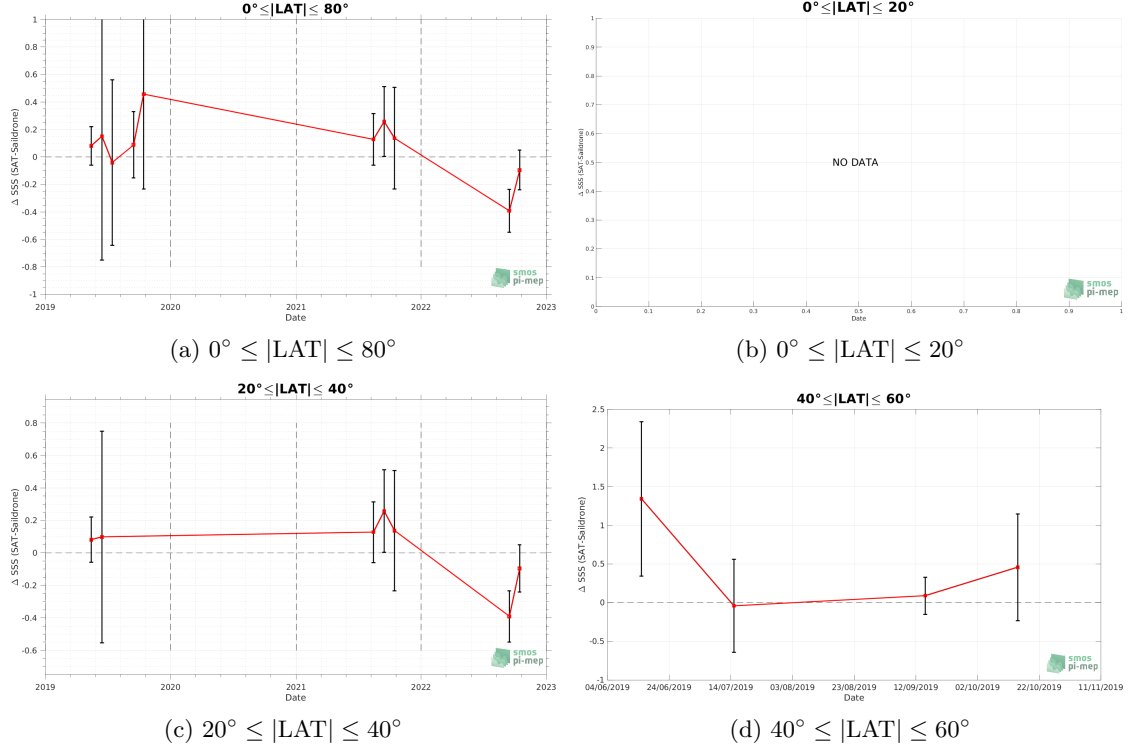 0°≤|LAT|≤ 80°
1
0.8
0.6
0.4
0.2
0
-0.2
-0.4
-0.6
-0.8
-1
Δ SSS (SAT-Saildrone)
2019
2020
2021
2022
2023
Date
smos
pi-mep
(a) 0° ≤ |LAT| ≤ 80°
0°≤|LAT|≤ 20°
1
0.9
0.8
0.7
0.6
0.5
0.4
0.3
0.2
0.1
0
Δ SSS (SAT-Saildrone)
NO DATA
0
0.1
0.2
0.3
0.4
0.5
0.6
0.7
0.8
0.9
1
Date
smos
pi-mep
(b) 0° ≤ |LAT| ≤ 20°
20°≤|LAT|≤ 40°
0.8
0.6
0.4
0.2
0
-0.2
-0.4
-0.6
Δ SSS (SAT-Saildrone)
2019
2020
2021
2022
2023
Date
smos
pi-mep
(c) 20° ≤ |LAT| ≤ 40°
40°≤|LAT|≤ 60°
2.5
2
1.5
1
0.5
0
-0.5
-1
Δ SSS (SAT-Saildrone)
04/06/2019
24/06/2019
14/07/2019
03/08/2019
23/08/2019
12/09/2019
02/10/2019
22/10/2019
11/11/2019
Date
smos
pi-mep
(d) 40° ≤ |LAT| ≤ 60°